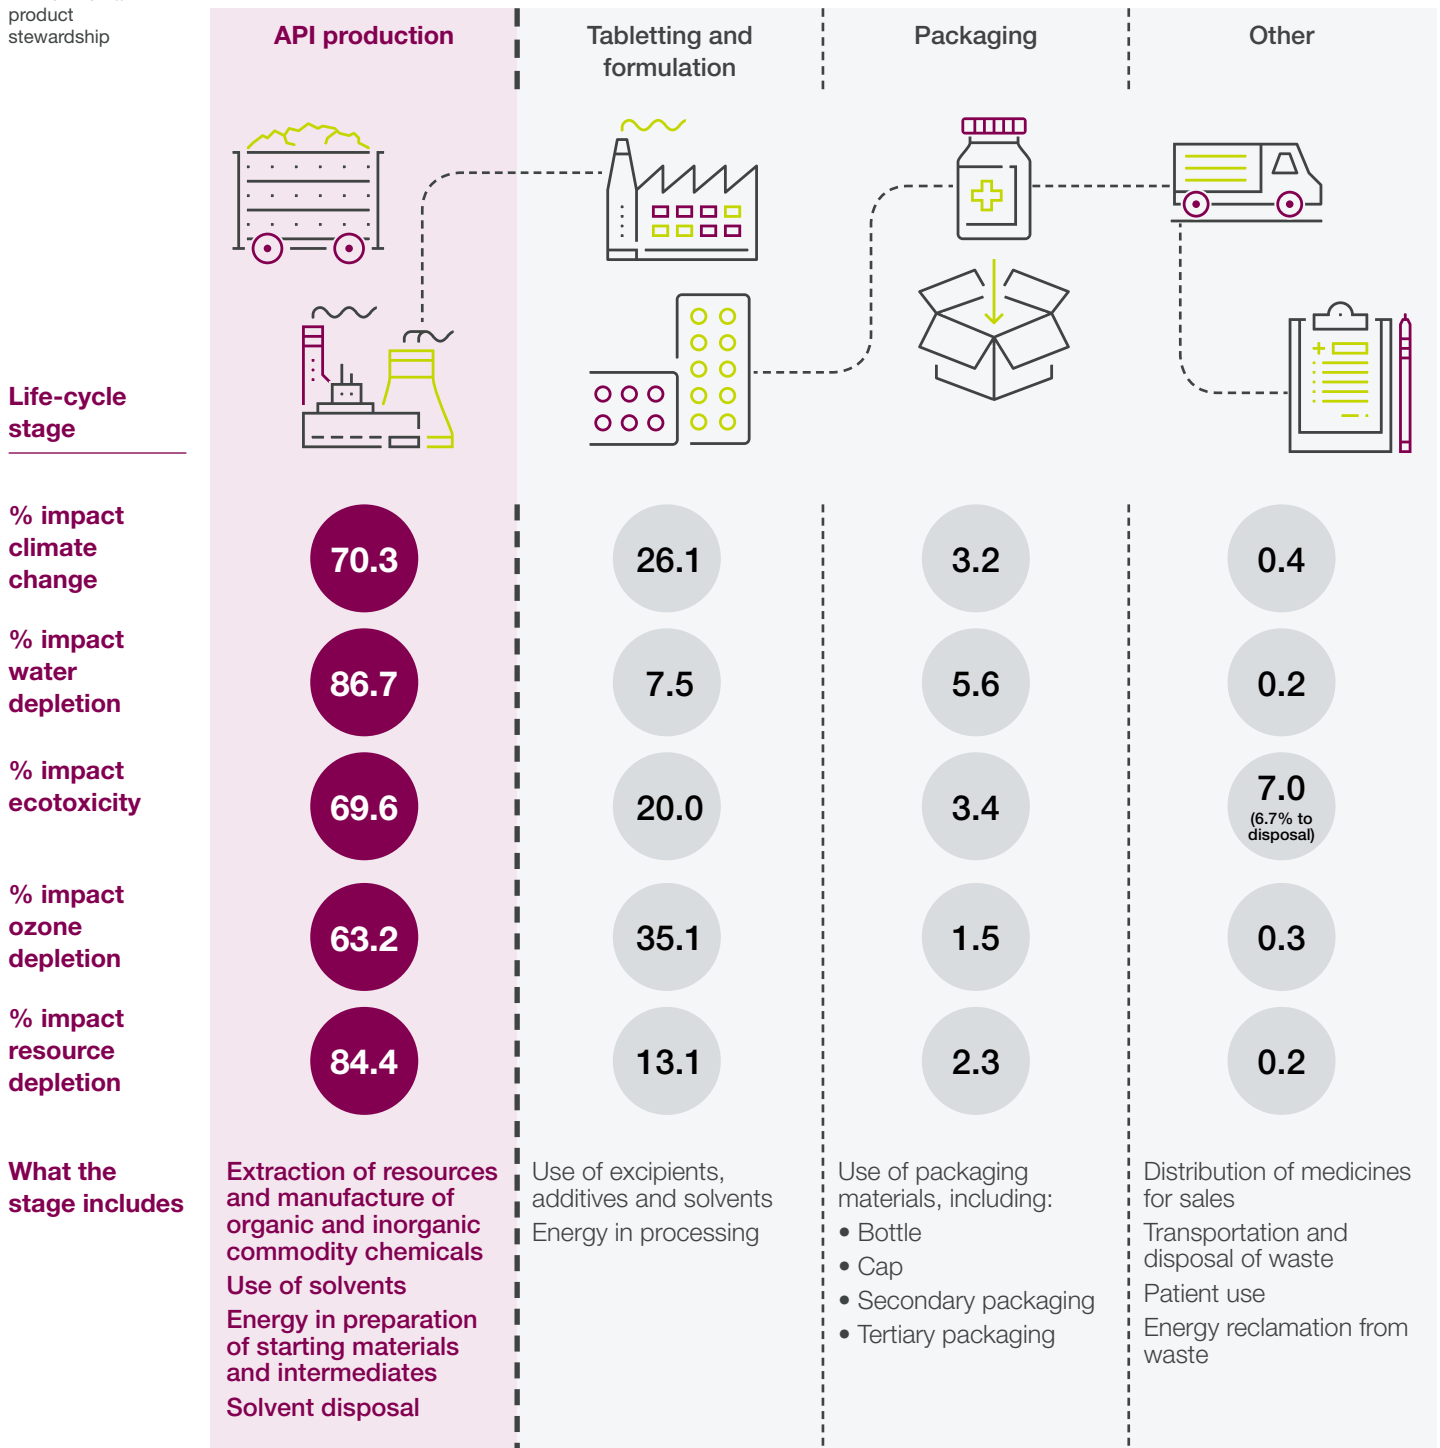 product
stewardship
API production
Tabletting and
formulation
Packaging
Other
Life-cycle
stage
% impact
climate
change
70.3
26.1
3.2
0.4
% impact
water
depletion
86.7
7.5
5.6
0.2
% impact
ecotoxicity
69.6
20.0
3.4
7.0
(6.7% to
disposal)
% impact
ozone
depletion
63.2
35.1
1.5
0.3
% impact
resource
depletion
84.4
13.1
2.3
0.2
What the
stage includes
Extraction of resources
and manufacture of
organic and inorganic
commodity chemicals
Use of solvents
Energy in preparation
of starting materials
and intermediates
Solvent disposal
Use of excipients,
additives and solvents
Energy in processing
Use of packaging
materials, including:
• Bottle
• Cap
• Secondary packaging
• Tertiary packaging
Distribution of medicines
for sales
Transportation and
disposal of waste
Patient use
Energy reclamation from
waste